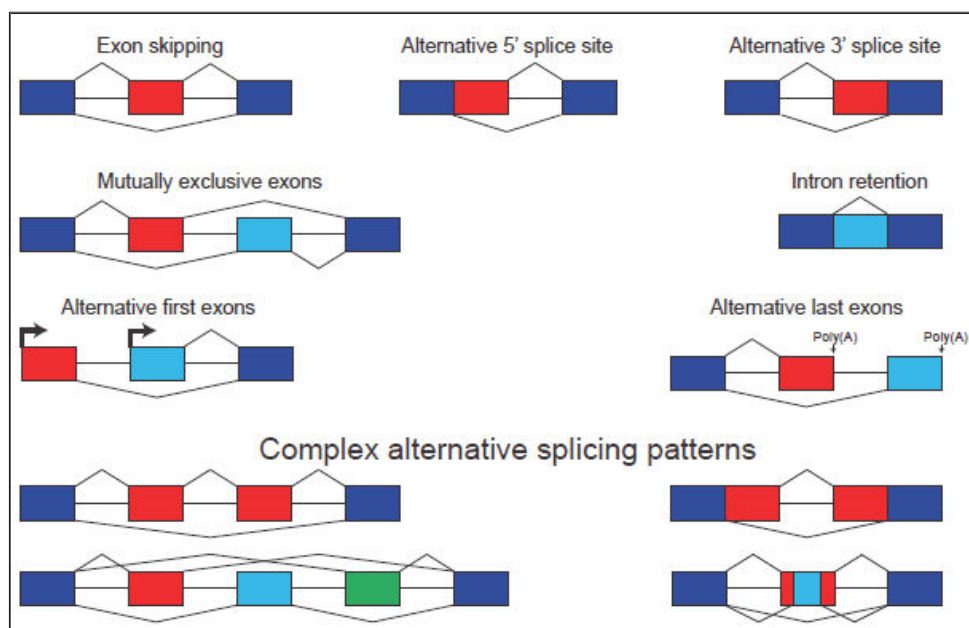 Exon skipping
Alternative 5' splice site
Alternative 3' splice site
Mutually exclusive exons
Intron retention
Alternative first exons
Alternative last exons
Poly(A)
Poly(A)
Complex alternative splicing patterns